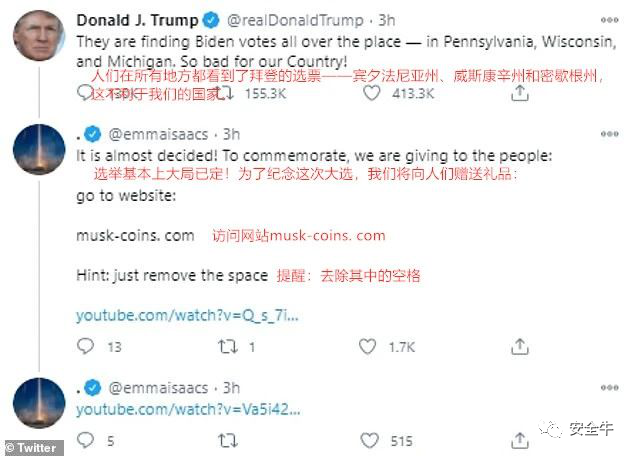 Donald J. Trump @realDonaldTrump · 3h
They are finding Biden votes all over the place — in Pennsylvania, Wisconsin,
and Michigan. So bad for our Country!
人们在所有地方都看到了拜登的选票——宾夕法尼亚州、威斯康辛州和密歇根州，
这不利于我们的国家。
130K 155.3K 413.3K
. @emmaisaacs · 3h
It is almost decided! To commemorate, we are giving to the people:
选举基本上大局已定！为了纪念这次大选，我们将向人们赠送礼品：
go to website:
musk-coins. com 访问网站musk-coins. com
Hint: just remove the space 提醒：去除其中的空格
youtube.com/watch?v=Q_s_7i...
13 1 1.7K
. @emmaisaacs · 3h
youtube.com/watch?v=Va5i42...
5 515
安全牛
© Twitter